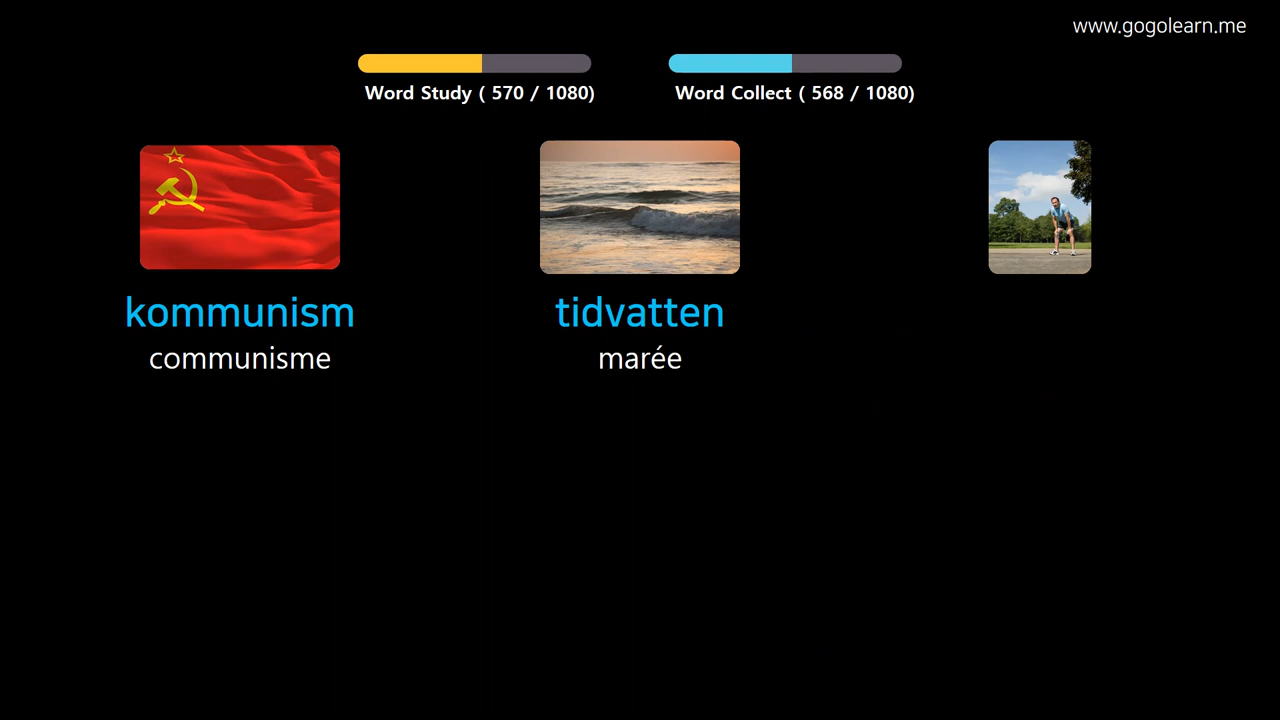 www.gogolearn.me
Word Study ( 570 / 1080)
Word Collect ( 568 / 1080)
kommunism
communisme
tidvatten
marée